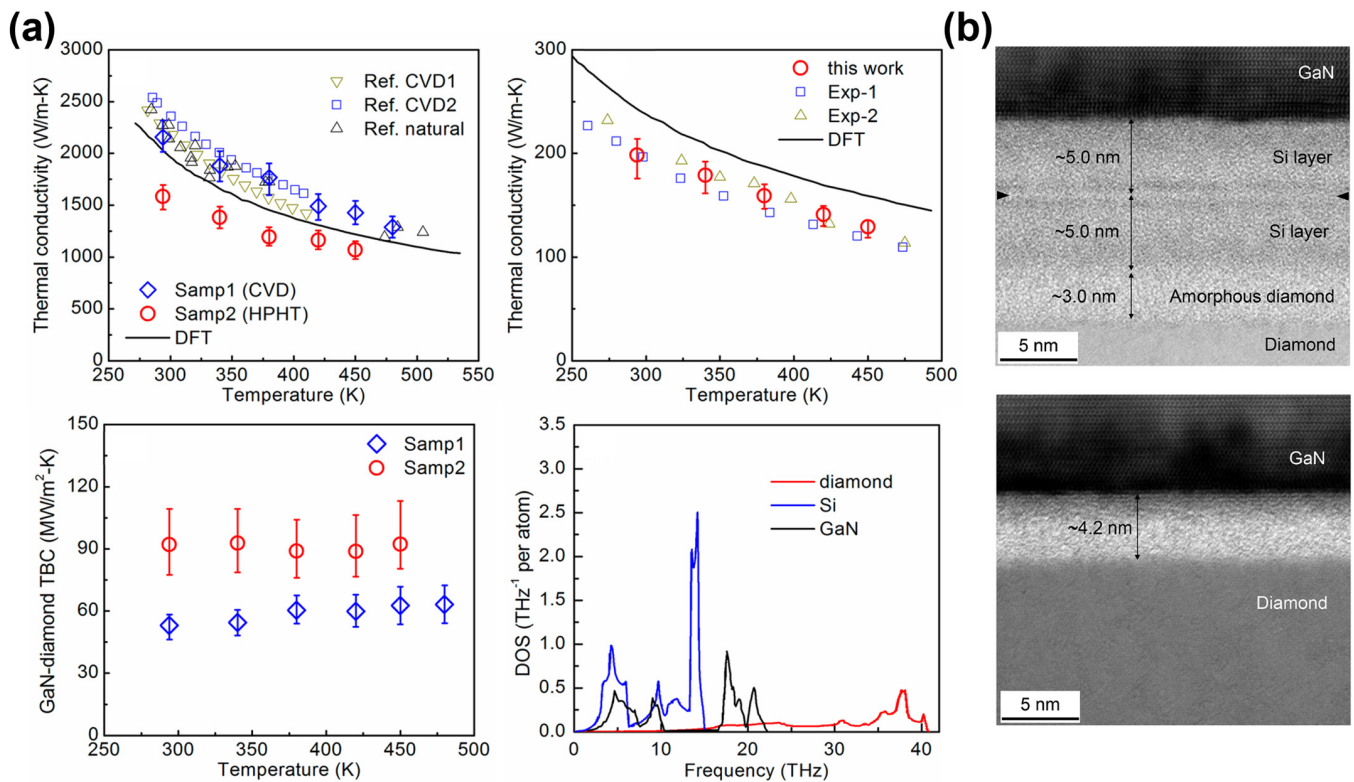 (a)
3000
2500
2000
1500
1000
500
0
Thermal conductivity (W/m-K)
Ref. CVD1
Ref. CVD2
Ref. natural
Samp1 (CVD)
Samp2 (HPHT)
DFT
250 300 350 400 450 500 550
Temperature (K)
300
200
100
0
Thermal conductivity (W/m-K)
this work
Exp-1
Exp-2
DFT
250 300 350 400 450 500
Temperature (K)
150
120
90
60
30
0
GaN-diamond TBC (MW/m²-K)
Samp1
Samp2
250 300 350 400 450 500
Temperature (K)
3.5
3.0
2.5
2.0
1.5
1.0
0.5
0.0
DOS (THz⁻¹ per atom)
diamond
Si
GaN
0 10 20 30 40
Frequency (THz)
(b)
GaN
~5.0 nm
Si layer
~5.0 nm
Si layer
~3.0 nm
Amorphous diamond
5 nm
Diamond
GaN
~4.2 nm
Diamond
5 nm